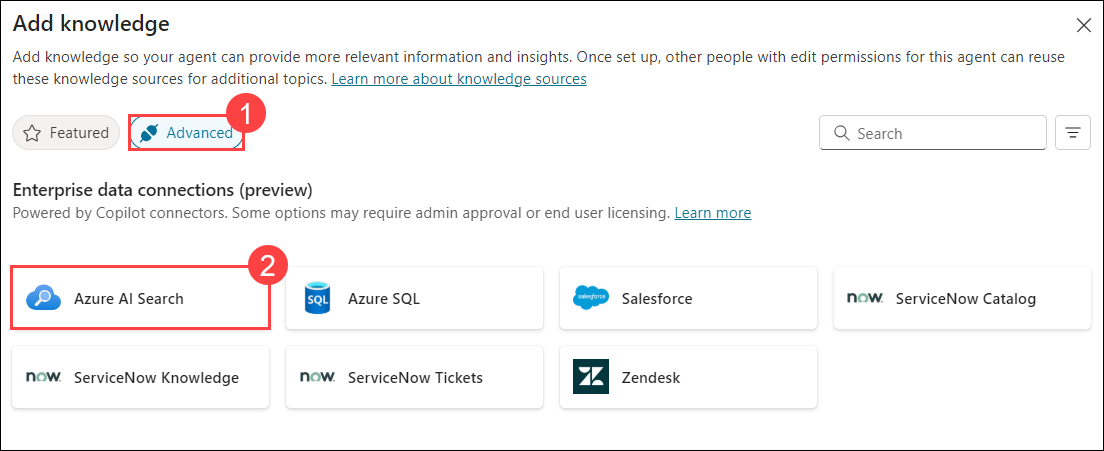 Add knowledge
Add knowledge so your agent can provide more relevant information and insights. Once set up, other people with edit permissions for this agent can reuse
these knowledge sources for additional topics. Learn more about knowledge sources
1
Featured Advanced Search
Enterprise data connections (preview)
Powered by Copilot connectors. Some options may require admin approval or end user licensing. Learn more
2
Azure AI Search SQL Azure SQL salesforce Salesforce now. ServiceNow Catalog
now. ServiceNow Knowledge now. ServiceNow Tickets Zendesk